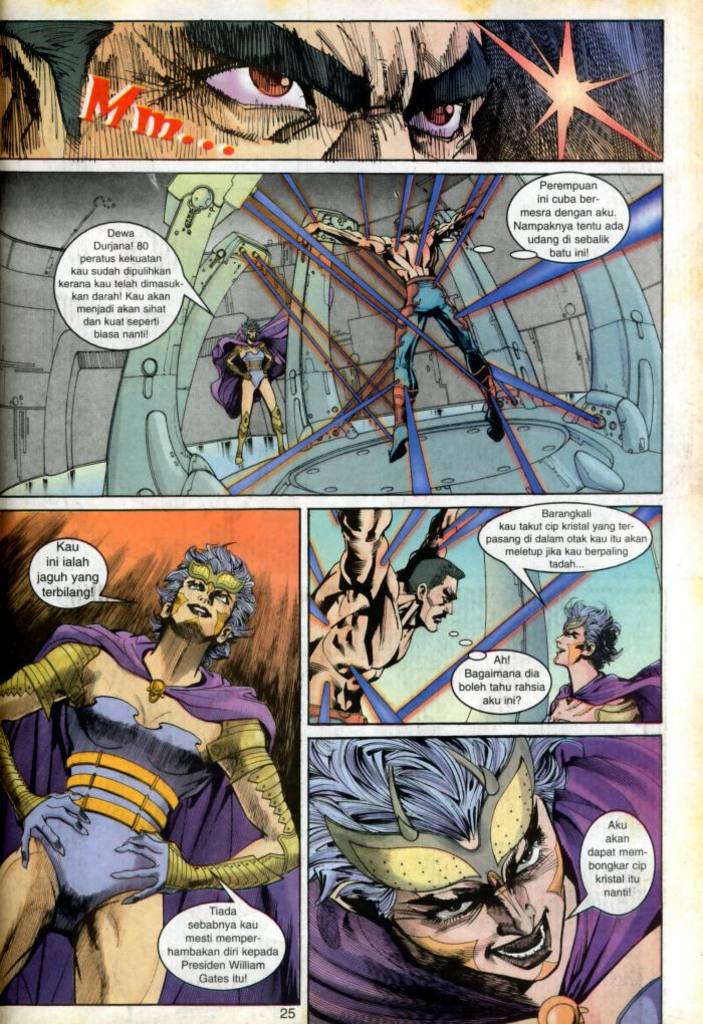 Mm...
Dewa
Durjana! 80
peratus kekuatan
kau sudah dipulihkan
kerana kau telah dimasuk-
kan darah! Kau akan
menjadi akan sihat
dan kuat seperti
biasa nanti!
Perempuan
ini cuba ber-
mesra dengan aku.
Nampaknya tentu ada
udang di sebalik
batu ini!
Kau
ini ialah
jaguh yang
terbilang!
Tiada
sebabnya kau
mesti memper-
hambakan diri kepada
Presiden William
Gates itu!
Barangkali
kau takut cip kristal yang ter-
pasang di dalam otak kau itu akan
meletup jika kau berpaling
tadah...
Ah!
Bagaimana dia
boleh tahu rahsia
aku ini?
Aku
akan
dapat mem-
bongkar cip
kristal itu
nanti!
25